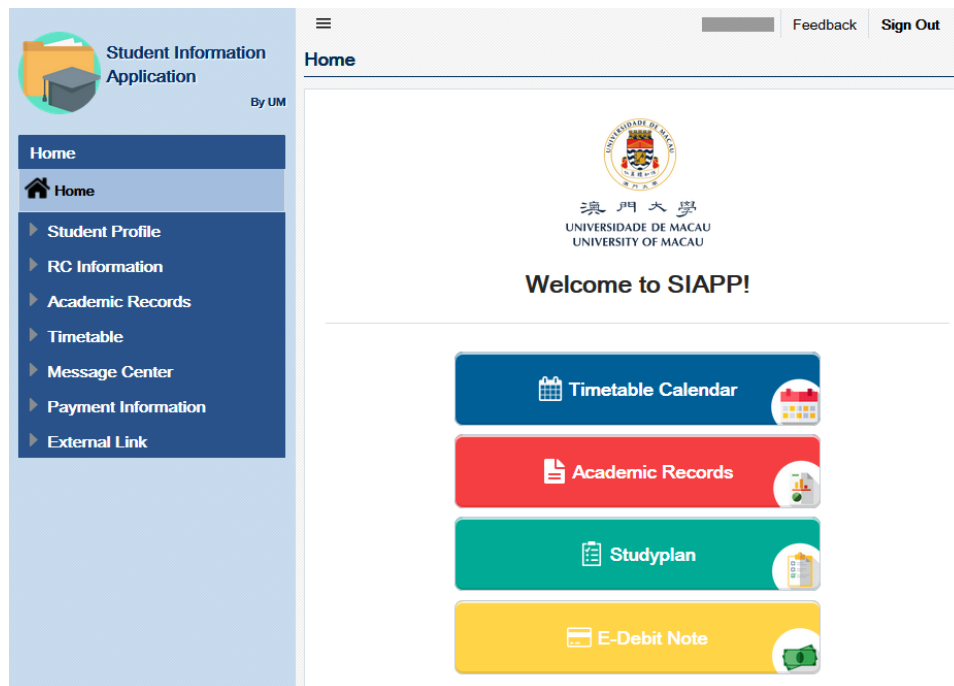 Student Information
Application
By UM
Home
Home
Student Profile
RC Information
Academic Records
Timetable
Message Center
Payment Information
External Link
Feedback
Sign Out
Home
UNIVERSIDADE DE MACAU
澳門大學
UNIVERSIDADE DE MACAU
UNIVERSITY OF MACAU
Welcome to SIAPP!
Timetable Calendar
Academic Records
Studyplan
E-Debit Note